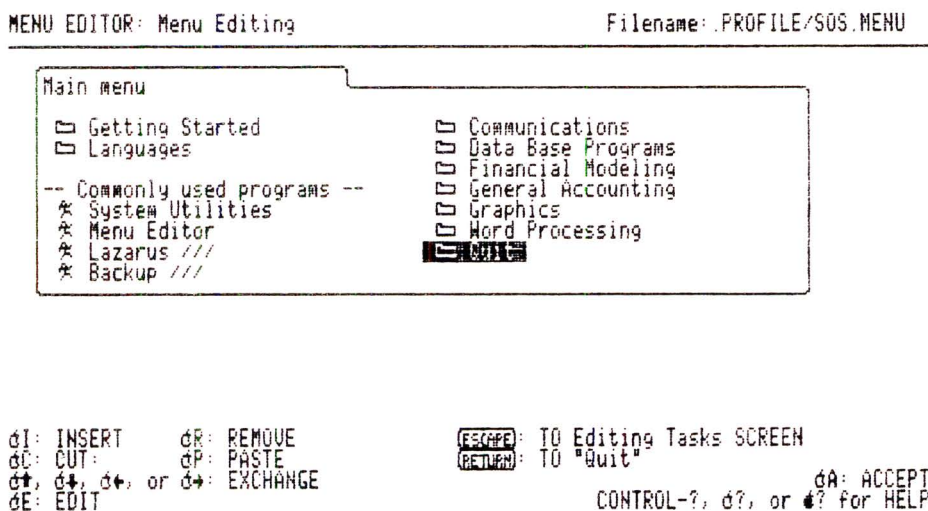 MENU EDITOR: Menu Editing Filename: .PROFILE/SOS.MENU
Main menu
Getting Started
Languages
-- Commonly used programs --
System Utilities
Menu Editor
Lazarus ///
Backup ///
Communications
Data Base Programs
Financial Modeling
General Accounting
Graphics
Word Processing
I: INSERT R: REMOVE
C: CUT: P: PASTE
↑, ↓, ←, or →: EXCHANGE
E: EDIT
ESCAPE: TO Editing Tasks SCREEN
RETURN: TO "Quit"
A: ACCEPT
CONTROL-?, ?, or ? for HELP